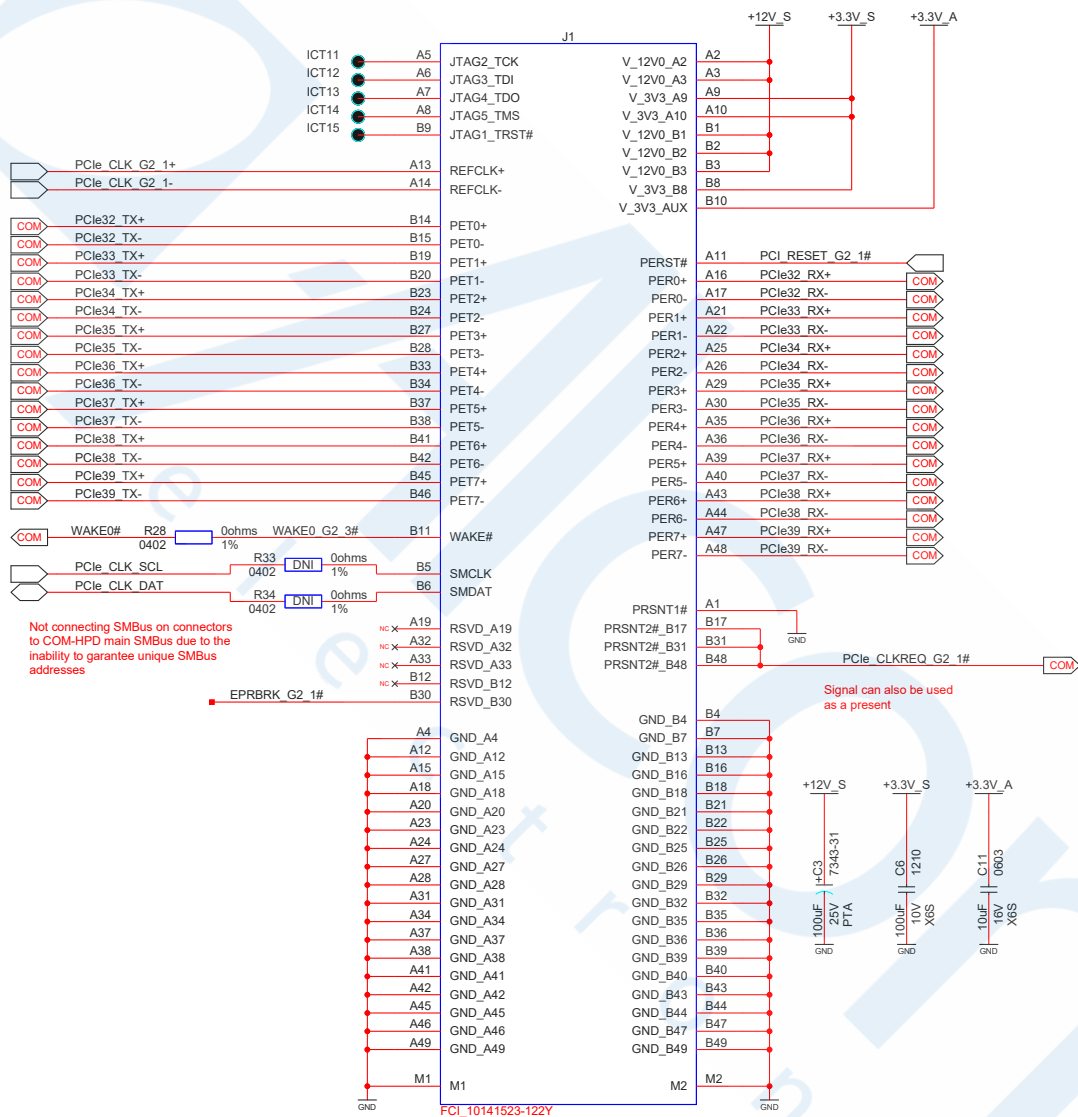 +12V_S +3.3V_S +3.3V_A
J1
ICT11 A5 JTAG2_TCK V_12V0_A2 A2
ICT12 A6 JTAG3_TDI V_12V0_A3 A3
ICT13 A7 JTAG4_TDO V_3V3_A9 A9
ICT14 A8 JTAG5_TMS V_3V3_A10 A10
ICT15 B9 JTAG1_TRST# V_12V0_B1 B1
V_12V0_B2 B2
PCIe_CLK_G2_1+ A13 REFCLK+ V_12V0_B3 B3
PCIe_CLK_G2_1- A14 REFCLK- V_3V3_B8 B8
V_3V3_AUX B10
COM PCIe32_TX+ B14 PET0+
COM PCIe32_TX- B15 PET0-
COM PCIe33_TX+ B19 PET1+ PERST# A11 PCI_RESET_G2_1#
COM PCIe33_TX- B20 PET1- PER0+ A16 PCIe32_RX+ COM
COM PCIe34_TX+ B23 PET2+ PER0- A17 PCIe32_RX- COM
COM PCIe34_TX- B24 PET2- PER1+ A21 PCIe33_RX+ COM
COM PCIe35_TX+ B27 PET3+ PER1- A22 PCIe33_RX- COM
COM PCIe35_TX- B28 PET3- PER2+ A25 PCIe34_RX+ COM
COM PCIe36_TX+ B33 PET4+ PER2- A26 PCIe34_RX- COM
COM PCIe36_TX- B34 PET4- PER3+ A29 PCIe35_RX+ COM
COM PCIe37_TX+ B37 PET5+ PER3- A30 PCIe35_RX- COM
COM PCIe37_TX- B38 PET5- PER4+ A35 PCIe36_RX+ COM
COM PCIe38_TX+ B41 PET6+ PER4- A36 PCIe36_RX- COM
COM PCIe38_TX- B42 PET6- PER5+ A39 PCIe37_RX+ COM
COM PCIe39_TX+ B45 PET7+ PER5- A40 PCIe37_RX- COM
COM PCIe39_TX- B46 PET7- PER6+ A43 PCIe38_RX+ COM
PER6- A44 PCIe38_RX- COM
COM WAKE0# R28 0402 0ohms 1% WAKE0_G2_3# B11 WAKE# PER7+ A47 PCIe39_RX+ COM
PER7- A48 PCIe39_RX- COM
PCIe_CLK_SCL R33 0402 DNI 0ohms 1% B5 SMCLK
PCIe_CLK_DAT R34 0402 DNI 0ohms 1% B6 SMDAT
PRSNT1# A1 GND
Not connecting SMBus on connectors
to COM-HPD main SMBus due to the
inability to garantee unique SMBus
addresses
NC A19 RSVD_A19 PRSNT2#_B17 B17
NC A32 RSVD_A32 PRSNT2#_B31 B31
NC A33 RSVD_A33 PRSNT2#_B48 B48 PCIe_CLKREQ_G2_1# COM
NC B12 RSVD_B12
EPRBRK_G2_1# B30 RSVD_B30
Signal can also be used
as a present
GND_B4 B4
A4 GND_A4 GND_B7 B7
A12 GND_A12 GND_B13 B13
A15 GND_A15 GND_B16 B16
A18 GND_A18 GND_B18 B18
A20 GND_A20 GND_B21 B21
A23 GND_A23 GND_B22 B22
A24 GND_A24 GND_B25 B25
A27 GND_A27 GND_B26 B26
A28 GND_A28 GND_B29 B29
A31 GND_A31 GND_B32 B32
A34 GND_A34 GND_B35 B35
A37 GND_A37 GND_B36 B36
A38 GND_A38 GND_B39 B39
A41 GND_A41 GND_B40 B40
A42 GND_A42 GND_B43 B43
A45 GND_A45 GND_B44 B44
A46 GND_A46 GND_B47 B47
A49 GND_A49 GND_B49 B49
M1 M1 M2 M2
GND GND
+12V_S +3.3V_S +3.3V_A
+C3 7343-31 100uF 25V PTA GND
C6 1210 100uF 10V X6S GND
C11 0603 10uF 16V X6S GND
FCI_10141523-122Y